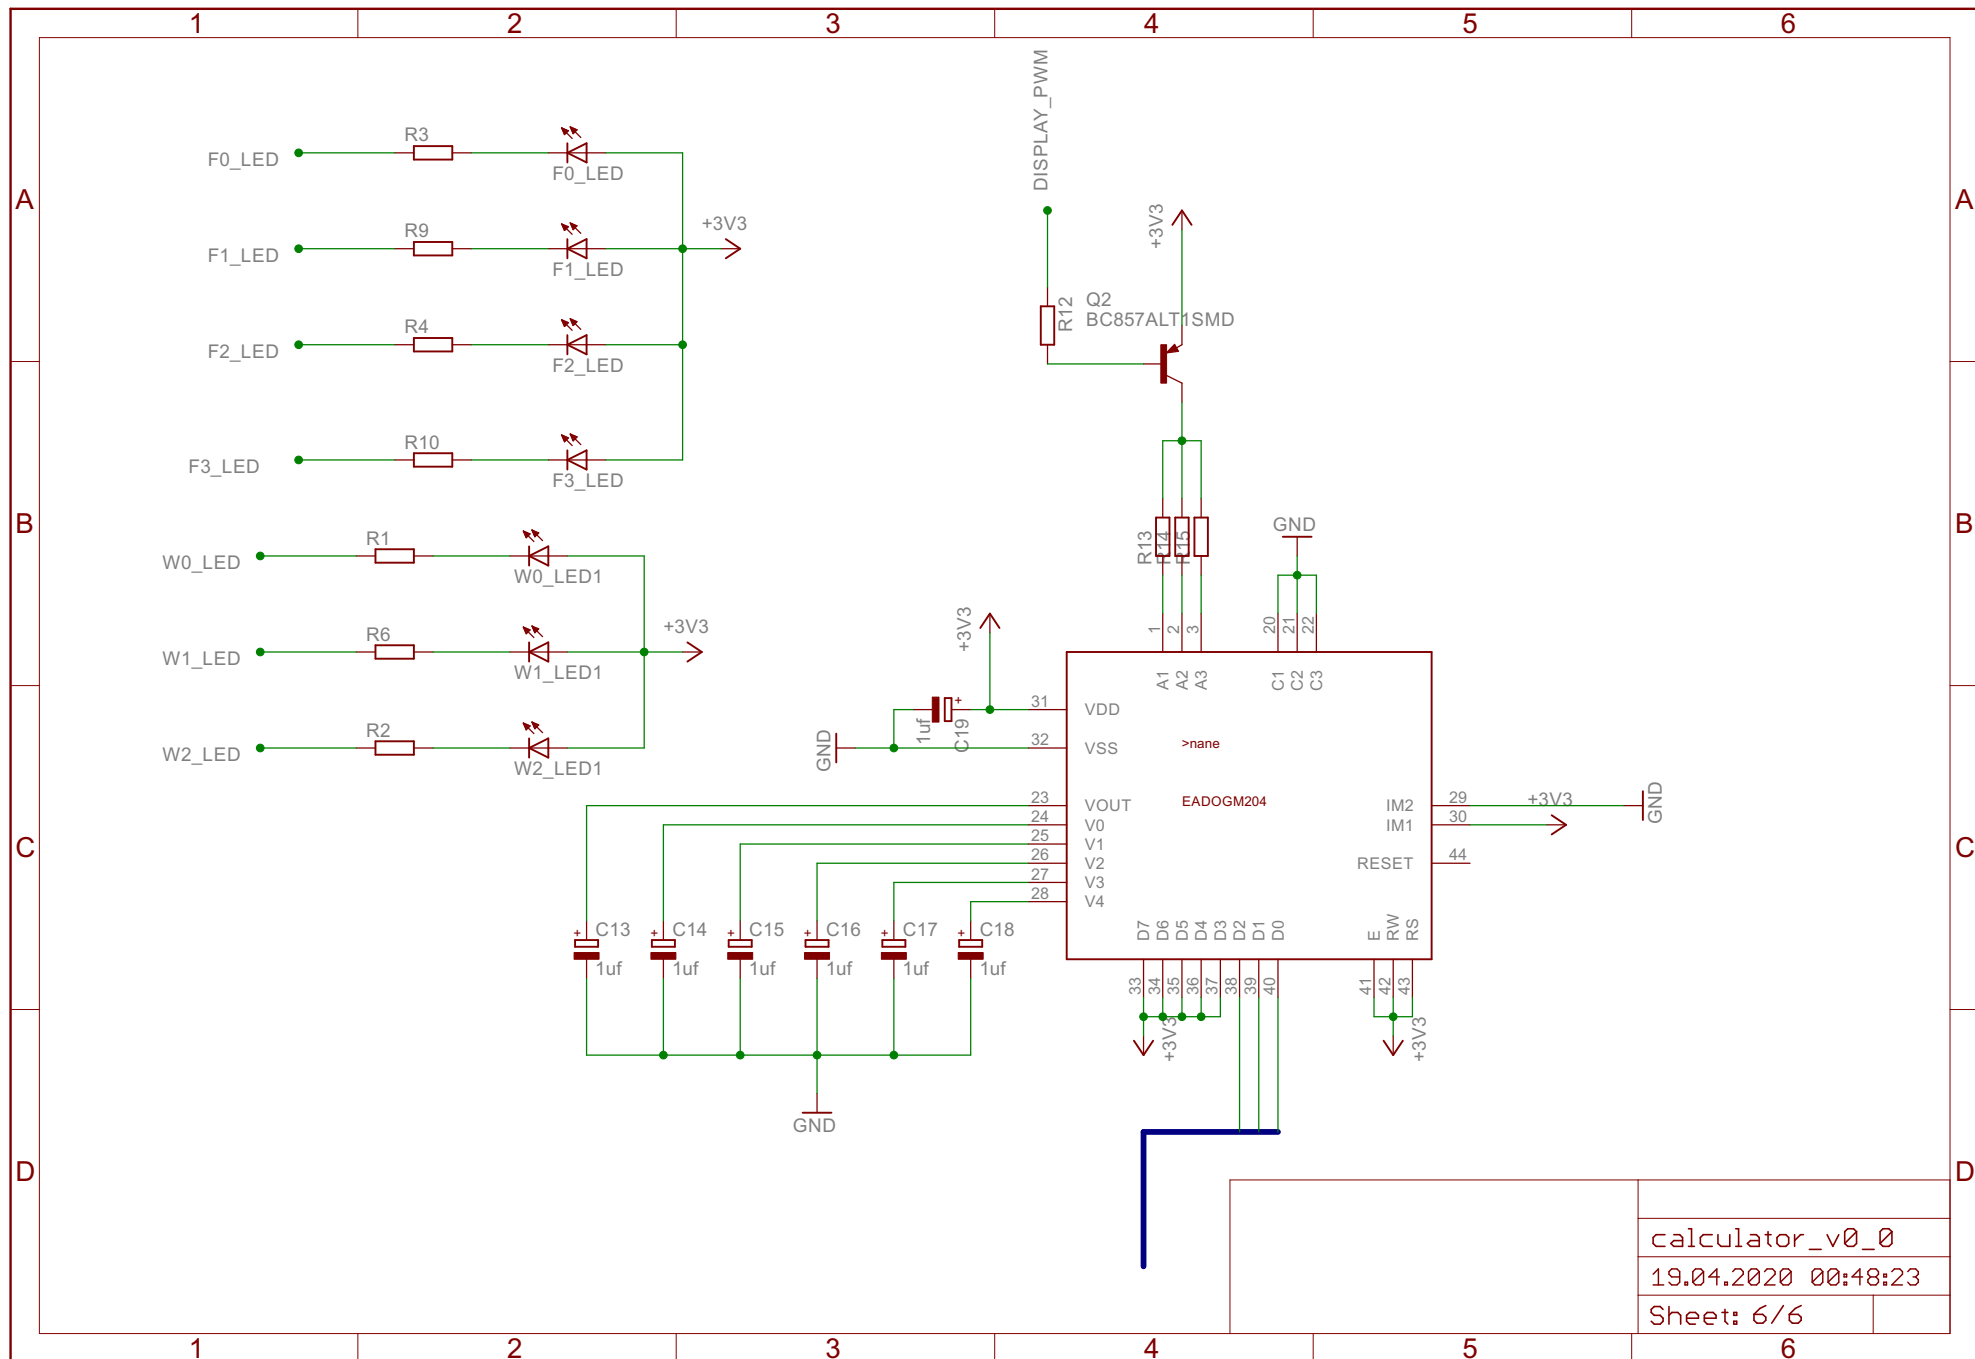 1 2 3 4 5 6
A A
B B
C C
D D
1 2 3 4 5 6
F0_LED R3 F0_LED
F1_LED R9 F1_LED +3V3
F2_LED R4 F2_LED
F3_LED R10 F3_LED
W0_LED R1 W0_LED1
W1_LED R6 W1_LED1 +3V3
W2_LED R2 W2_LED1
DISPLAY_PWM
+3V3
R12
Q2
BC857ALT1SMD
R13 R14 R15
GND
1 2 3 20 21 22
A1 A2 A3 C1 C2 C3
+3V3
+
1uf C19
GND
31 VDD
32 VSS
>nane
EADOGM204
23 VOUT
24 V0
25 V1
26 V2
27 V3
28 V4
IM2 29 +3V3 GND
IM1 30
RESET 44
D7 D6 D5 D4 D3 D2 D1 D0 E RW RS
33 34 35 36 37 38 39 40 41 42 43
+3V3 +3V3
+ C13 + C14 + C15 + C16 + C17 + C18
1uf 1uf 1uf 1uf 1uf 1uf
GND
calculator_v0_0
19.04.2020 00:48:23
Sheet: 6/6